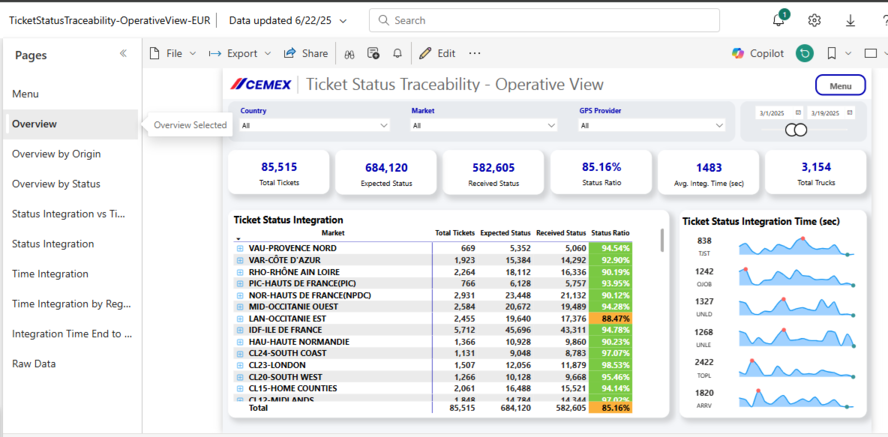 TicketStatusTraceability-OperativeView-EUR
Data updated 6/22/25
Search
1
Pages
File
Export
Share
Edit
Copilot
Menu
Overview
Overview Selected
Overview by Origin
Overview by Status
Status Integration vs Ti...
Status Integration
Time Integration
Time Integration by Reg...
Integration Time End to ...
Raw Data
CEMEX
Ticket Status Traceability - Operative View
Menu
Country
All
Market
All
GPS Provider
All
3/1/2025
3/19/2025
85,515
Total Tickets
684,120
Expected Status
582,605
Received Status
85.16%
Status Ratio
1483
Avg. Integ. Time (sec)
3,154
Total Trucks
Ticket Status Integration
Market Total Tickets Expected Status Received Status Status Ratio
VAU-PROVENCE NORD 669 5,352 5,060 94.54%
VAR-CÔTE D'AZUR 1,923 15,384 14,292 92.90%
RHO-RHÔNE AIN LOIRE 2,264 18,112 16,336 90.19%
PIC-HAUTS DE FRANCE(PIC) 766 6,128 5,757 93.95%
NOR-HAUTS DE FRANCE(NPDC) 2,931 23,448 21,132 90.12%
MID-OCCITANIE OUEST 2,584 20,672 19,489 94.28%
LAN-OCCITANIE EST 2,455 19,640 17,376 88.47%
IDF-ILE DE FRANCE 5,712 45,696 43,311 94.78%
HAU-HAUTE NORMANDIE 1,366 10,928 9,860 90.23%
CL24-SOUTH COAST 1,131 9,048 8,783 97.07%
CL23-LONDON 1,507 12,056 11,879 98.53%
CL20-SOUTH WEST 1,266 10,128 9,668 95.46%
CL15-HOME COUNTIES 2,061 16,488 15,521 94.14%
CL12-MIDLANDS 1,848 14,784 14,344 97.02%
Total 85,515 684,120 582,605 85.16%
Ticket Status Integration Time (sec)
838
TJST
1242
OJOB
1327
UNLD
1268
UNLE
2422
TOPL
1820
ARRV